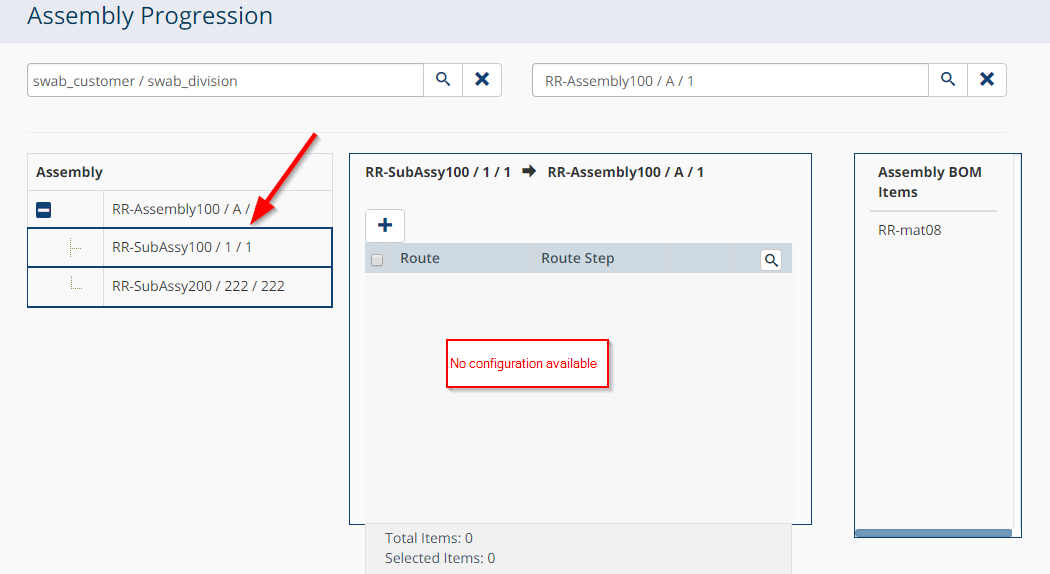 Assembly Progression
swab_customer / swab_division
RR-Assembly100 / A / 1
Assembly
RR-Assembly100 / A /
RR-SubAssy100 / 1 / 1
RR-SubAssy200 / 222 / 222
RR-SubAssy100 / 1 / 1 → RR-Assembly100 / A / 1
Route Route Step
No configuration available
Total Items: 0
Selected Items: 0
Assembly BOM
Items
RR-mat08